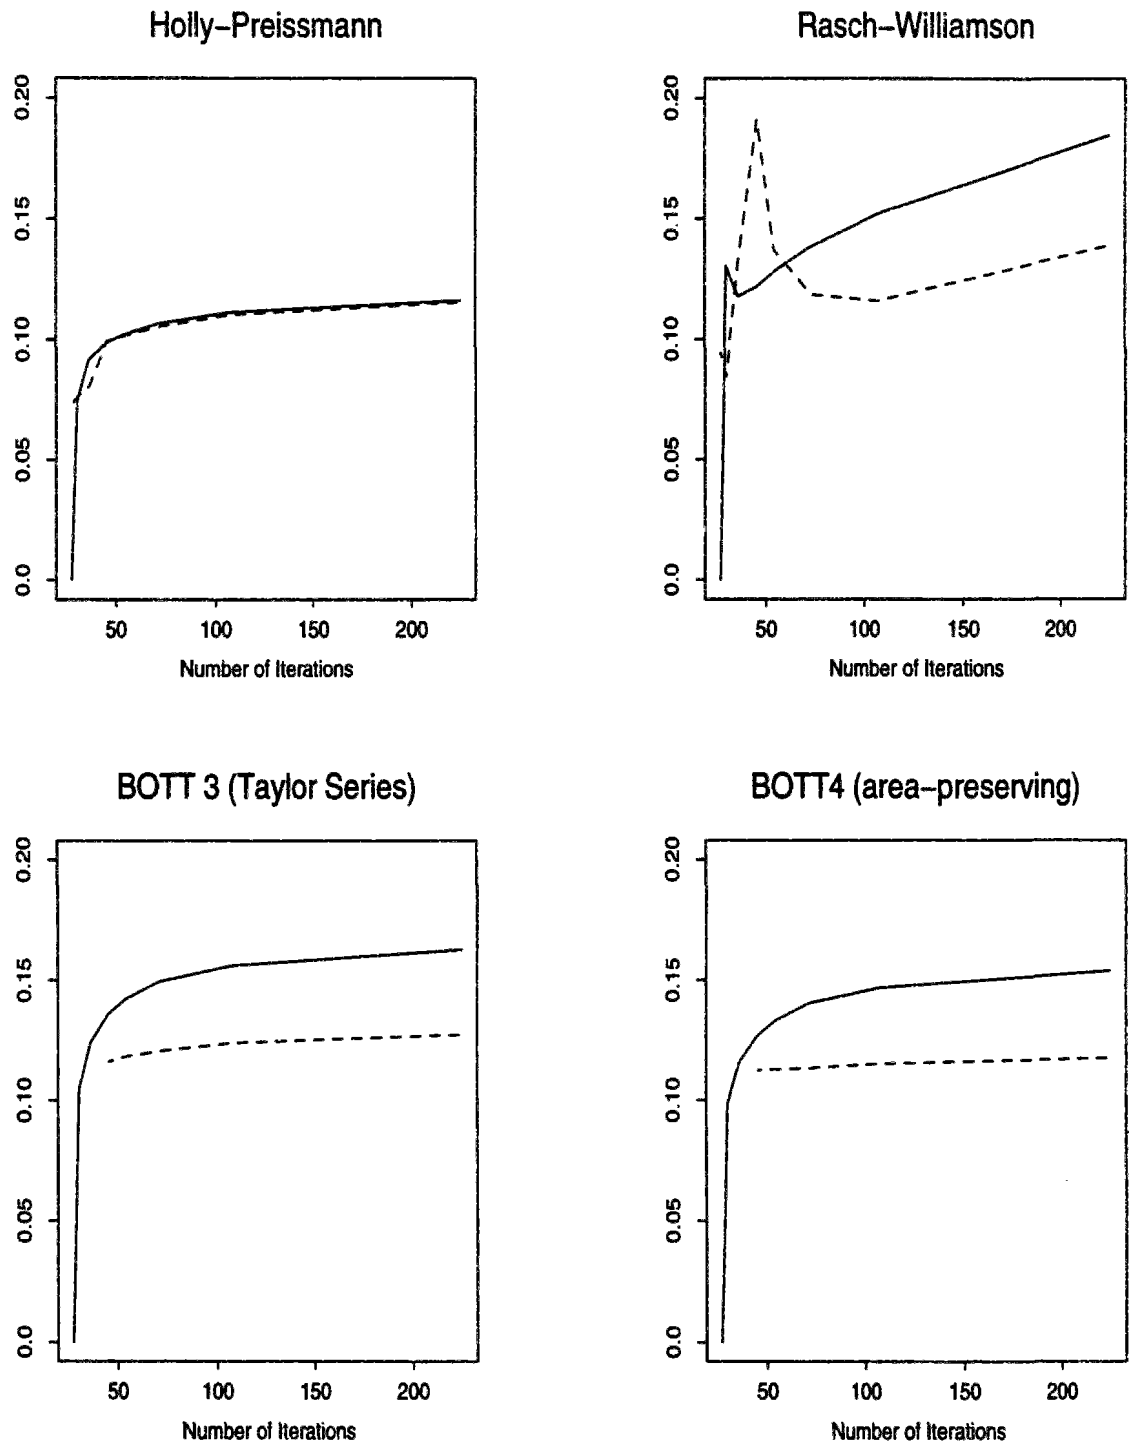 Holly-Preissmann
0.20
0.15
0.10
0.05
0.0
50 100 150 200
Number of Iterations
Rasch-Williamson
0.20
0.15
0.10
0.05
0.0
50 100 150 200
Number of Iterations
BOTT 3 (Taylor Series)
0.20
0.15
0.10
0.05
0.0
50 100 150 200
Number of Iterations
BOTT4 (area-preserving)
0.20
0.15
0.10
0.05
0.0
50 100 150 200
Number of Iterations